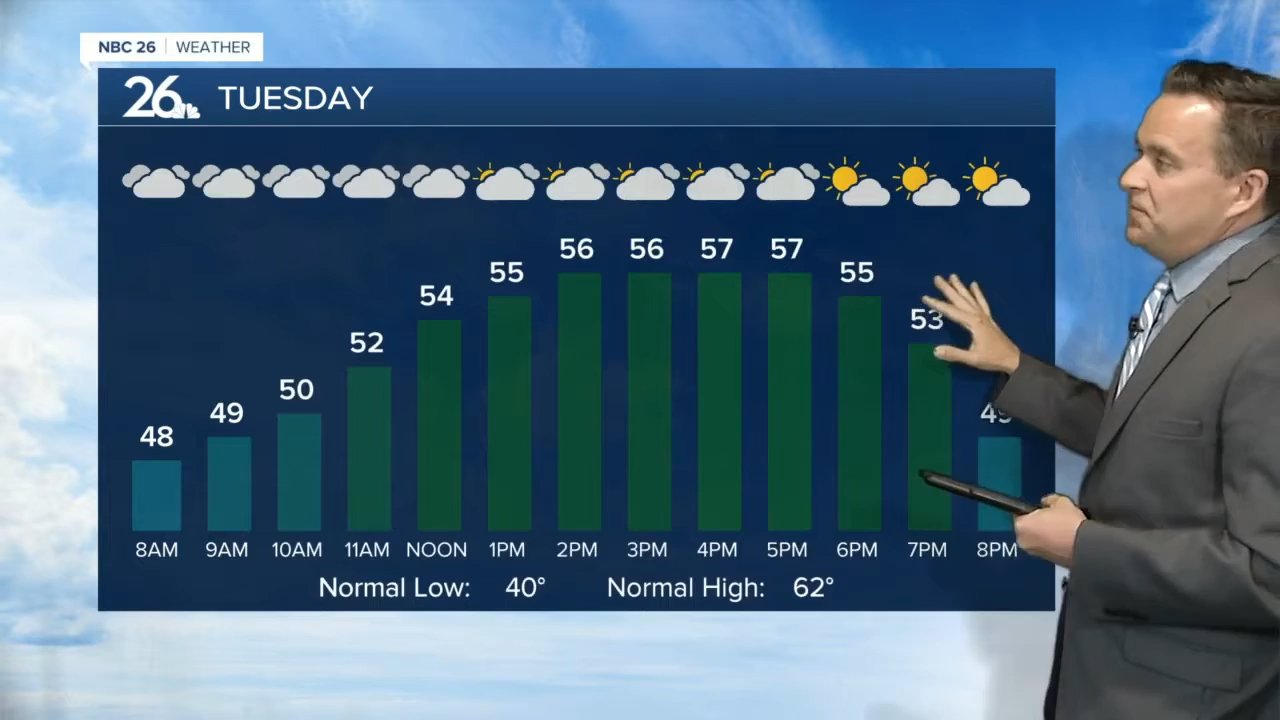 NBC 26 | WEATHER
26 TUESDAY
48 49 50 52 54 55 56 56 57 57 55 53 49
8AM 9AM 10AM 11AM NOON 1PM 2PM 3PM 4PM 5PM 6PM 7PM 8PM
Normal Low: 40° Normal High: 62°